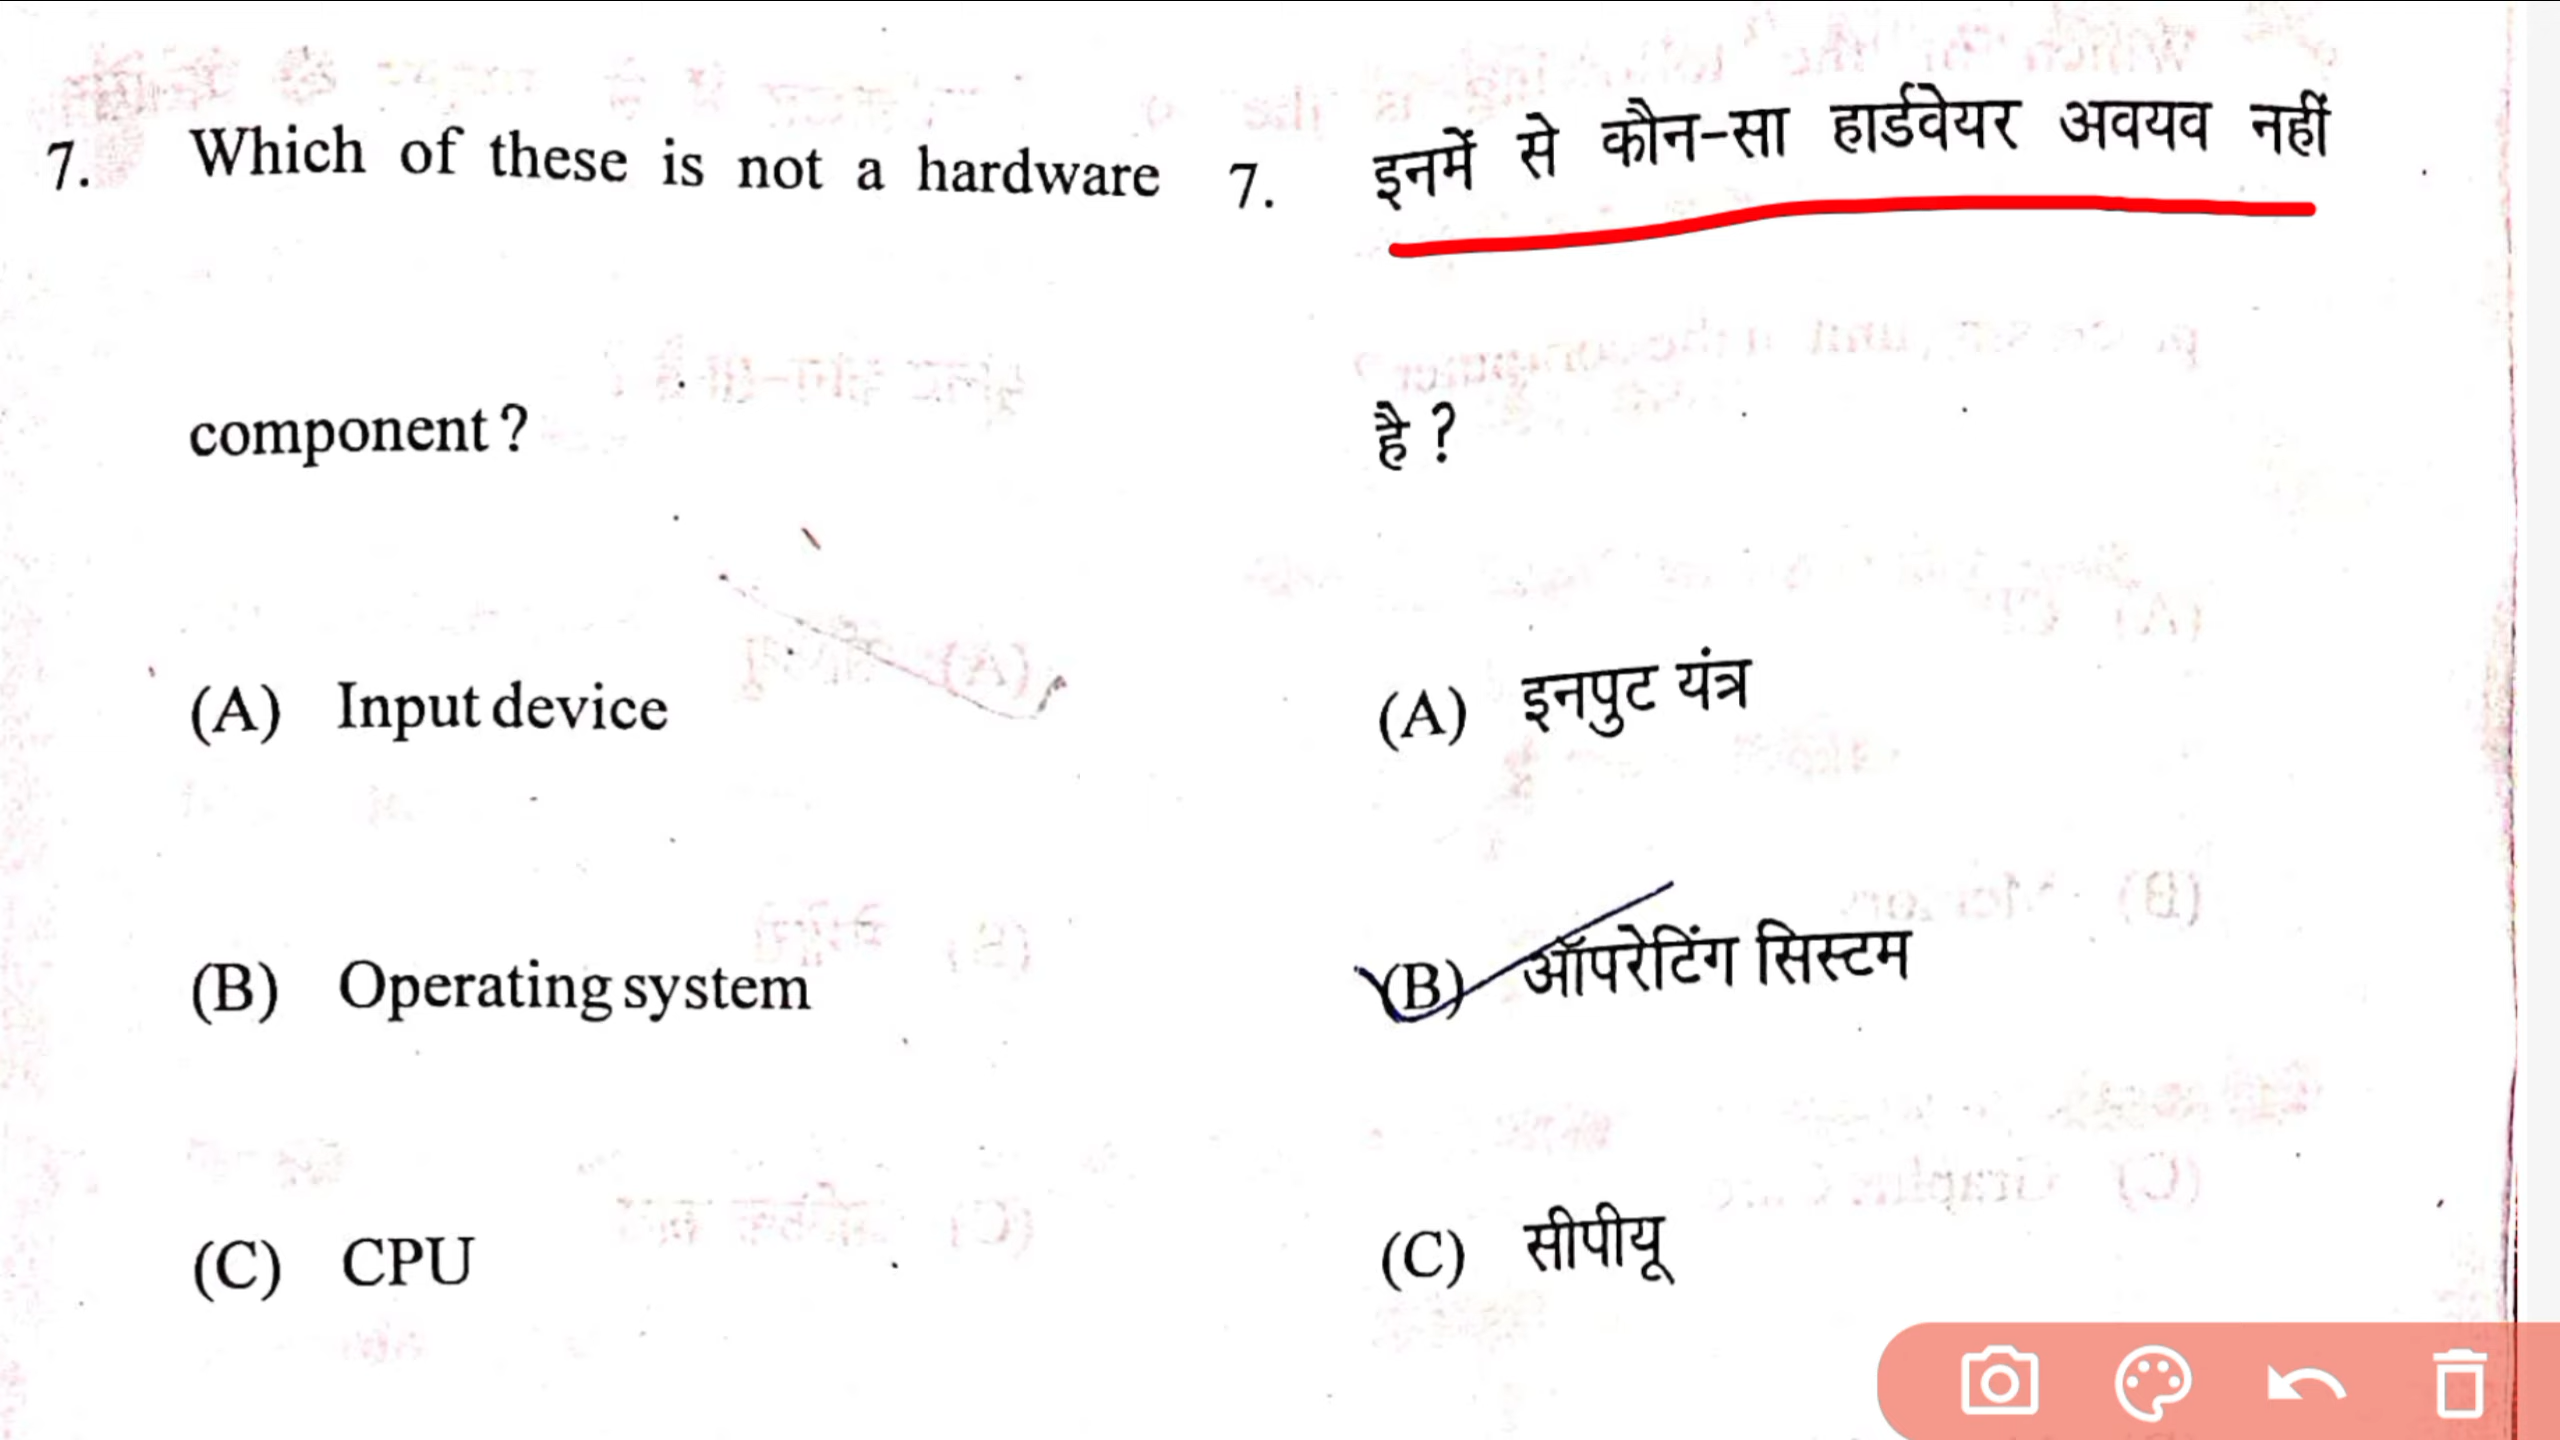 7. Which of these is not a hardware
component ?
(A) Input device
(B) Operating system
(C) CPU
7. इनमें से कौन-सा हार्डवेयर अवयव नहीं
है ?
(A) इनपुट यंत्र
(B) ऑपरेटिंग सिस्टम
(C) सीपीयू